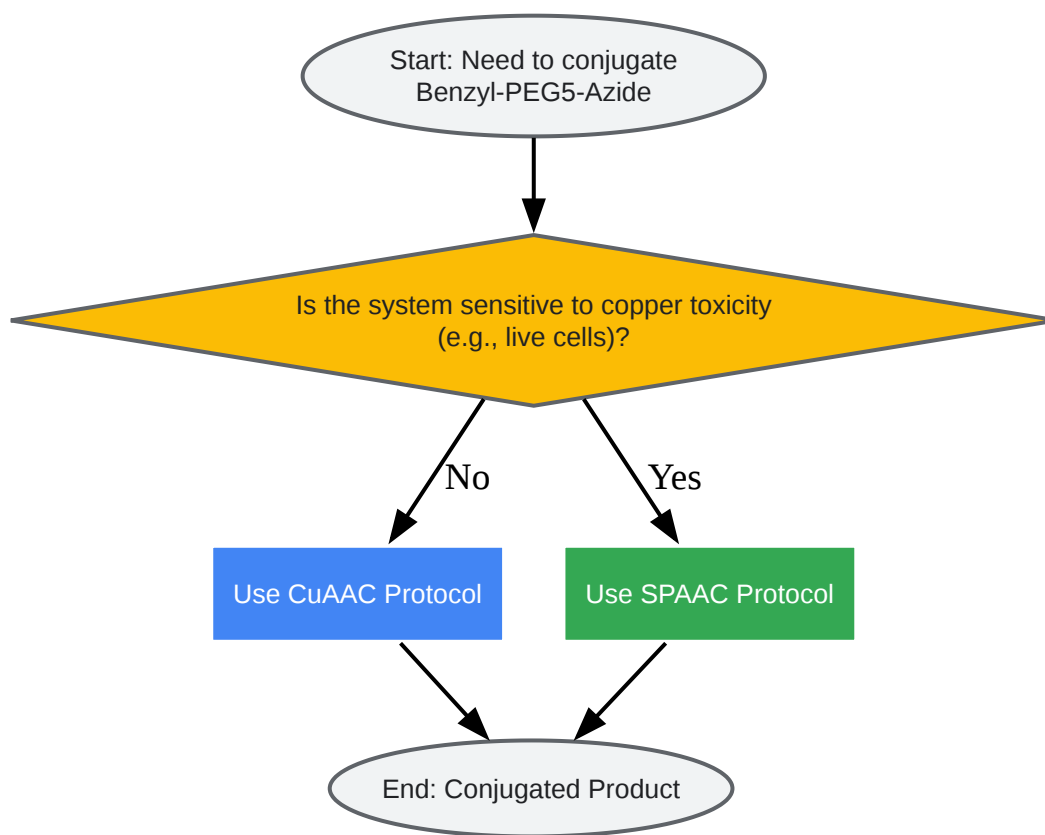 Start: Need to conjugate
Benzyl-PEG5-Azide
Is the system sensitive to copper toxicity
(e.g., live cells)?
No
Yes
Use CuAAC Protocol
Use SPAAC Protocol
End: Conjugated Product